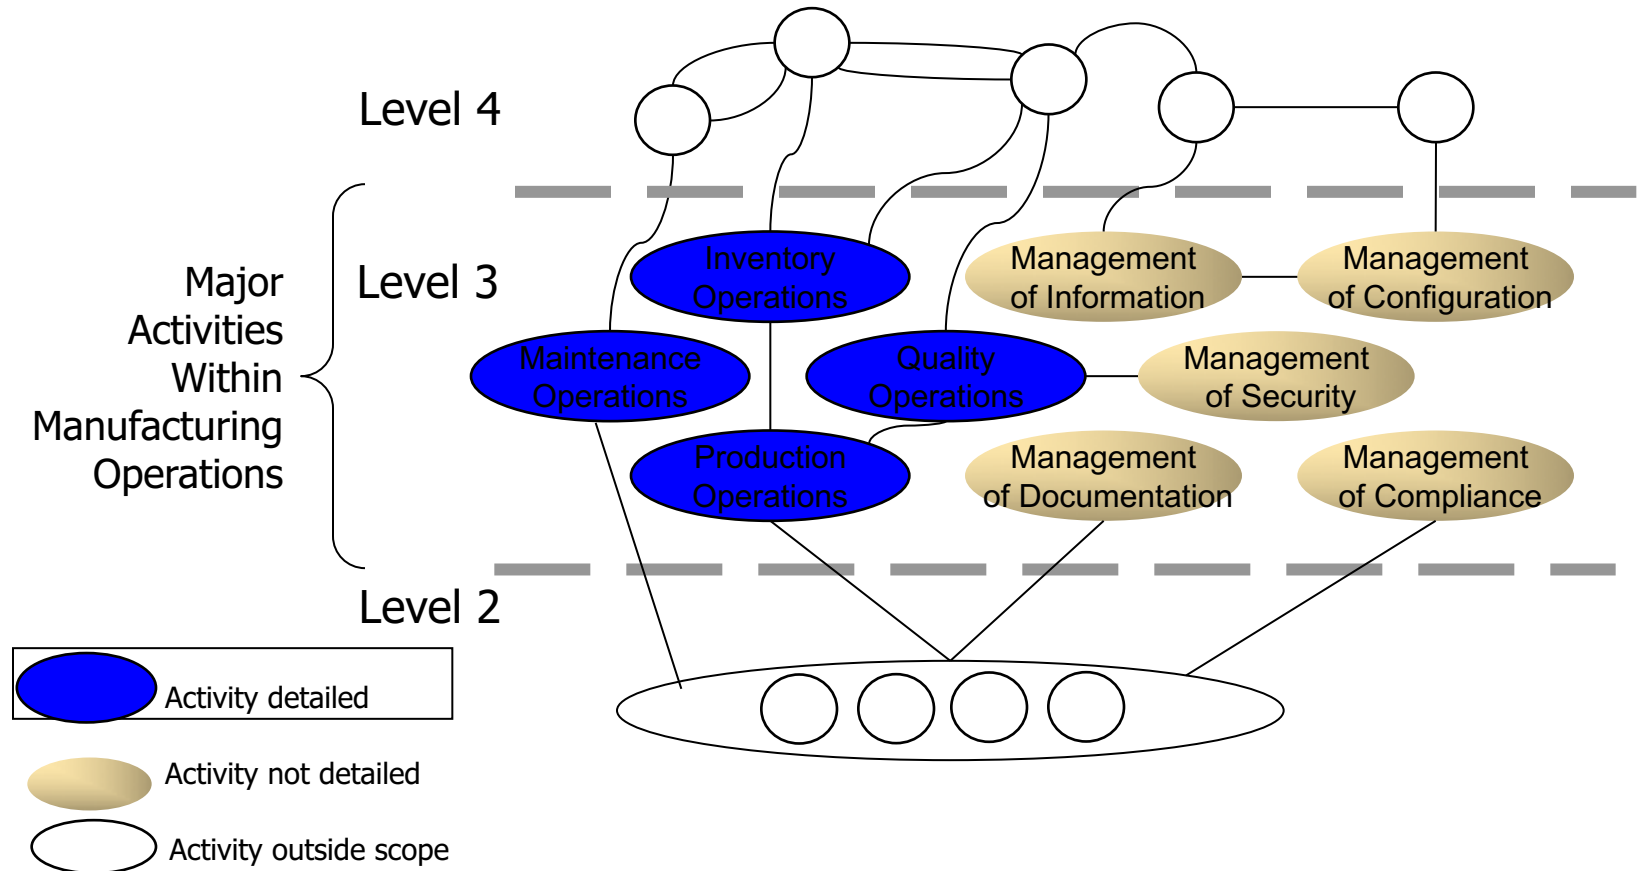 Level 4
Major
Activities
Within
Manufacturing
Operations
Level 3
Inventory
Operations
Management
of Information
Management
of Configuration
Maintenance
Operations
Quality
Operations
Management
of Security
Production
Operations
Management
of Documentation
Management
of Compliance
Level 2
Activity detailed
Activity not detailed
Activity outside scope